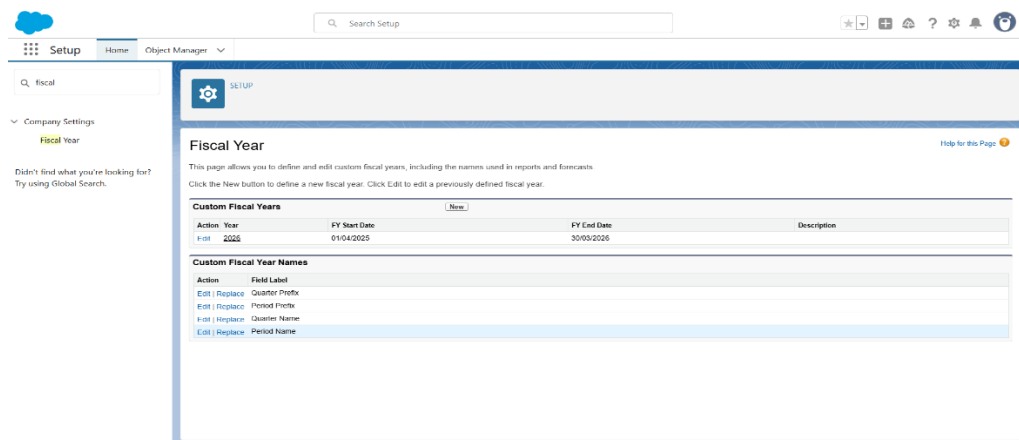 Search Setup
Setup Home Object Manager
fiscal
SETUP
Company Settings
Fiscal Year
Didn't find what you're looking for?
Try using Global Search.
Fiscal Year
Help for this Page
This page allows you to define and edit custom fiscal years, including the names used in reports and forecasts
Click the New button to define a new fiscal year. Click Edit to edit a previously defined fiscal year.
Custom Fiscal Years New
Action Year FY Start Date FY End Date Description
Edit 2026 01/04/2025 30/03/2026
Custom Fiscal Year Names
Action Field Label
Edit | Replace Quarter Prefix
Edit | Replace Period Prefix
Edit | Replace Quarter Name
Edit | Replace Period Name